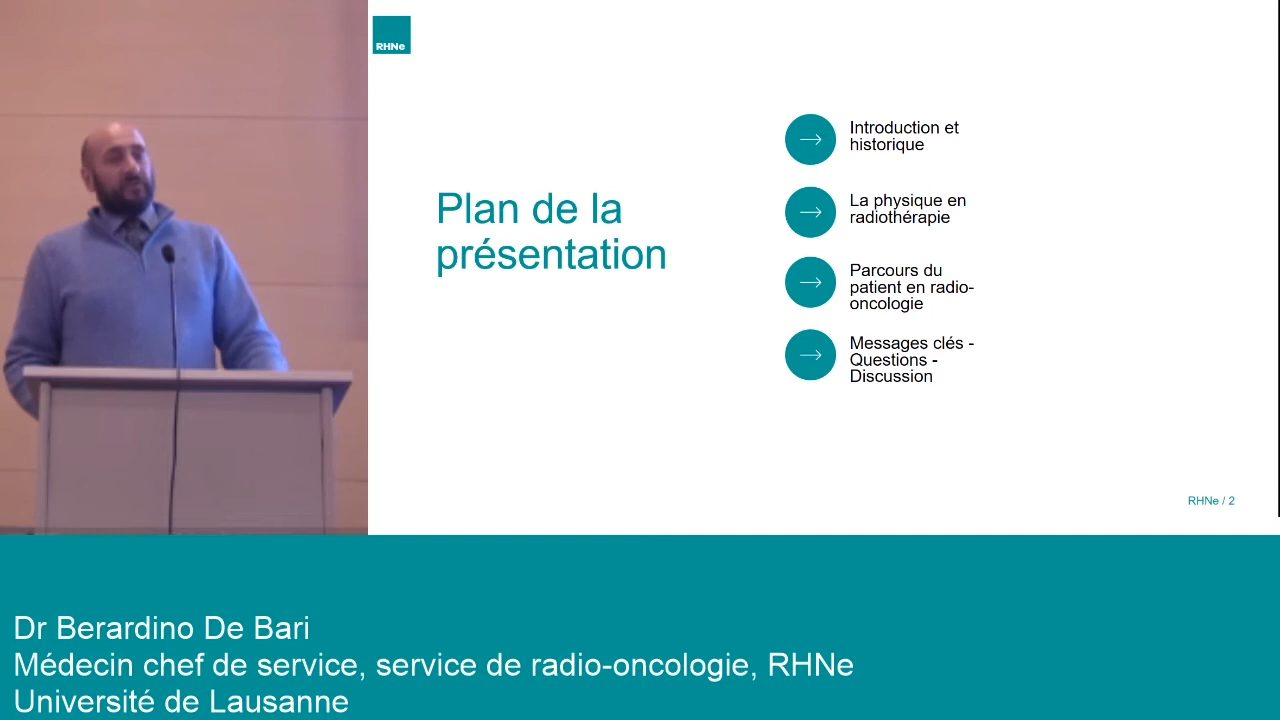 RHNe
Plan de la
présentation
Introduction et
historique
La physique en
radiothérapie
Parcours du
patient en radio-
oncologie
Messages clés -
Questions -
Discussion
RHNe / 2
Dr Berardino De Bari
Médecin chef de service, service de radio-oncologie, RHNe
Université de Lausanne